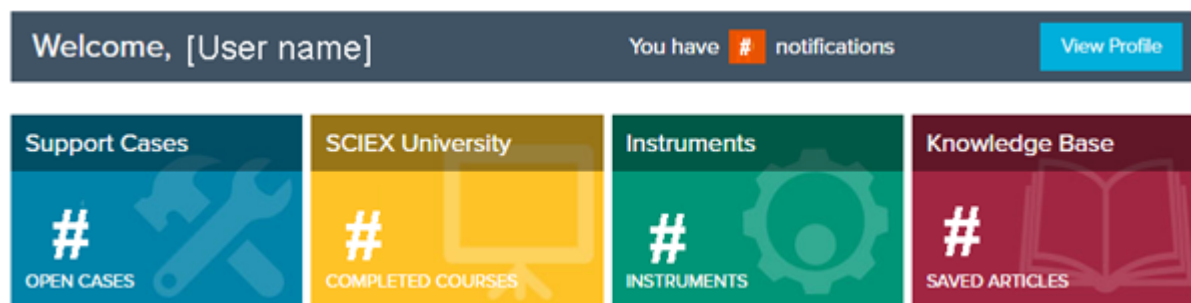 Welcome, [User name]
You have # notifications
View Profile
Support Cases
#
OPEN CASES
SCIEX University
#
COMPLETED COURSES
Instruments
#
INSTRUMENTS
Knowledge Base
#
SAVED ARTICLES